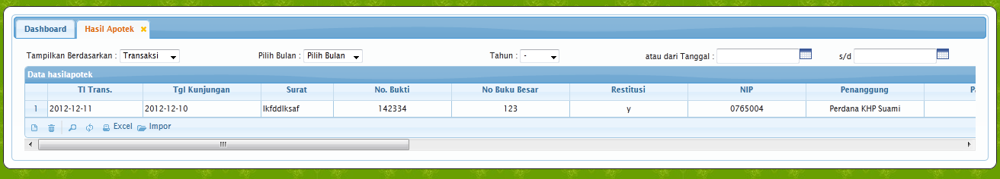 Dashboard Hasil Apotek
Tampilkan Berdasarkan : Transaksi Pilih Bulan : Pilih Bulan Tahun : - atau dari Tanggal : s/d
Data hasilapotek
Tl Trans. Tgl Kunjungan Surat No. Bukti No Buku Besar Restitusi NIP Penanggung
1 2012-12-11 2012-12-10 lkfddlksaf 142334 123 y 0765004 Perdana KHP Suami
Excel Impor